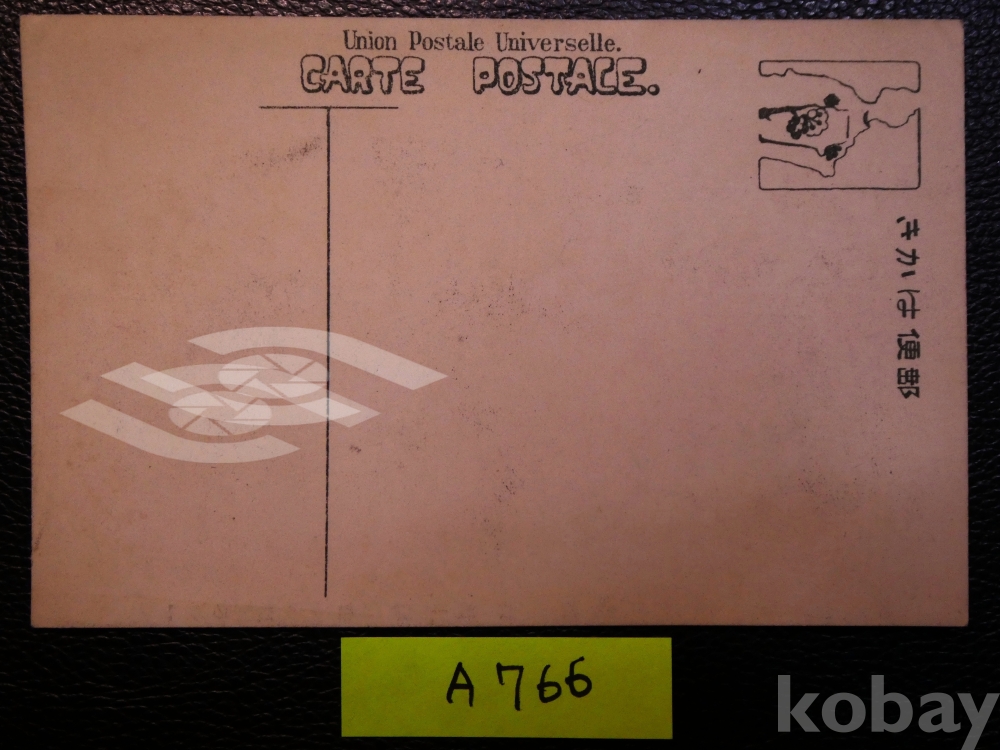 Union Postale Universelle.
CARTE POSTALE.
郵便はがき
A766
kobay